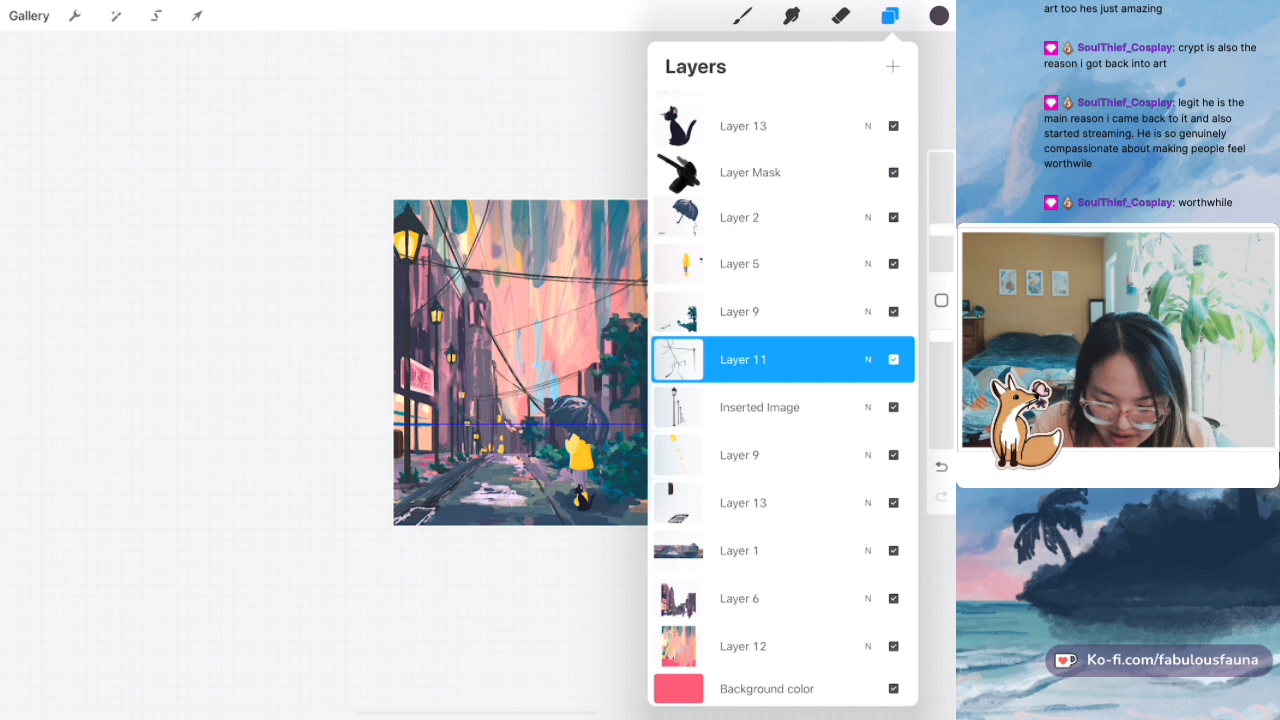 Gallery
Layers
Layer 13
N
Layer Mask
Layer 2
N
Layer 5
N
Layer 9
N
Layer 11
N
Inserted Image
N
Layer 9
N
Layer 13
N
Layer 1
N
Layer 6
N
Layer 12
N
Background color
art too hes just amazing
SoulThief_Cosplay: crypt is also the
reason i got back into art
SoulThief_Cosplay: legit he is the
main reason i came back to it and also
started streaming. He is so genuinely
compassionate about making people feel
worthwile
SoulThief_Cosplay: worthwhile
Ko-fi.com/fabulousfauna